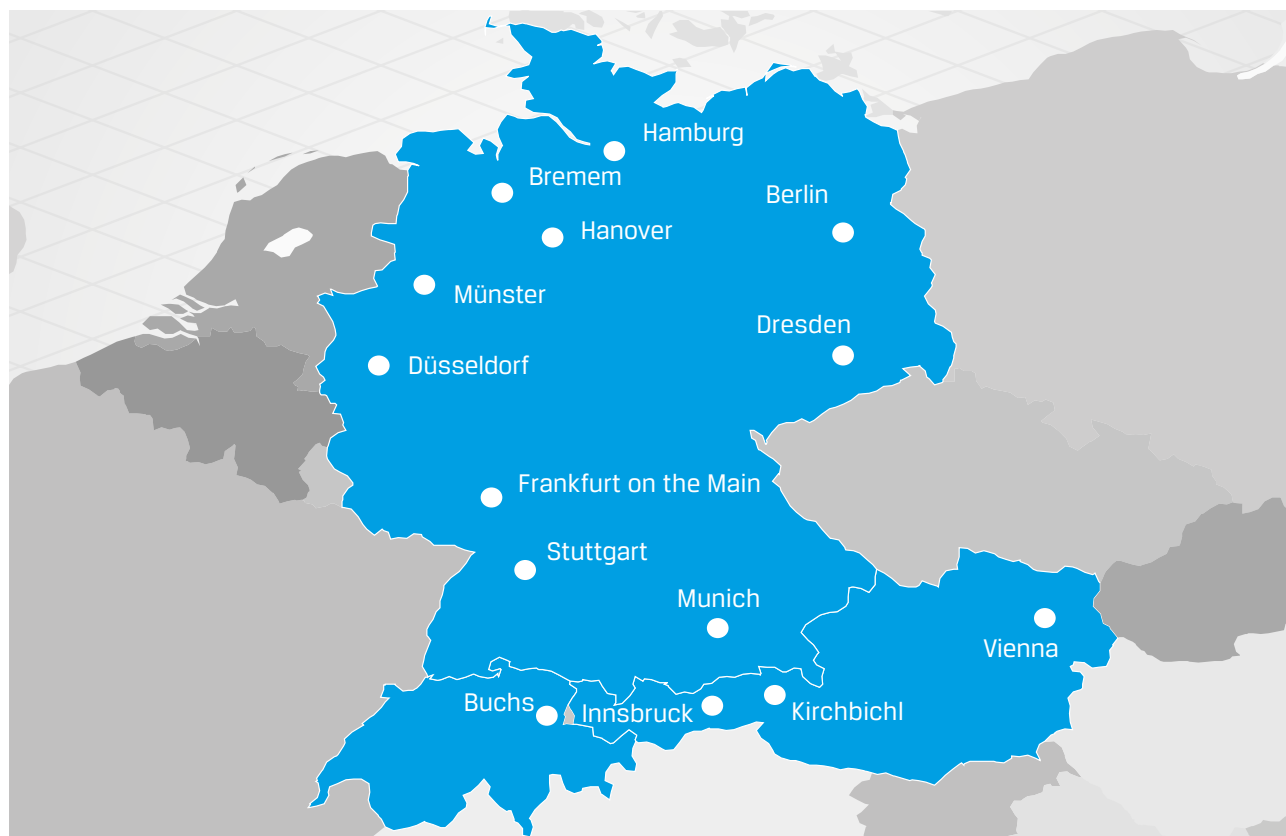 Hamburg
Bremem
Berlin
Hanover
Münster
Dresden
Düsseldorf
Frankfurt on the Main
Stuttgart
Munich
Vienna
Buchs
Innsbruck
Kirchbichl